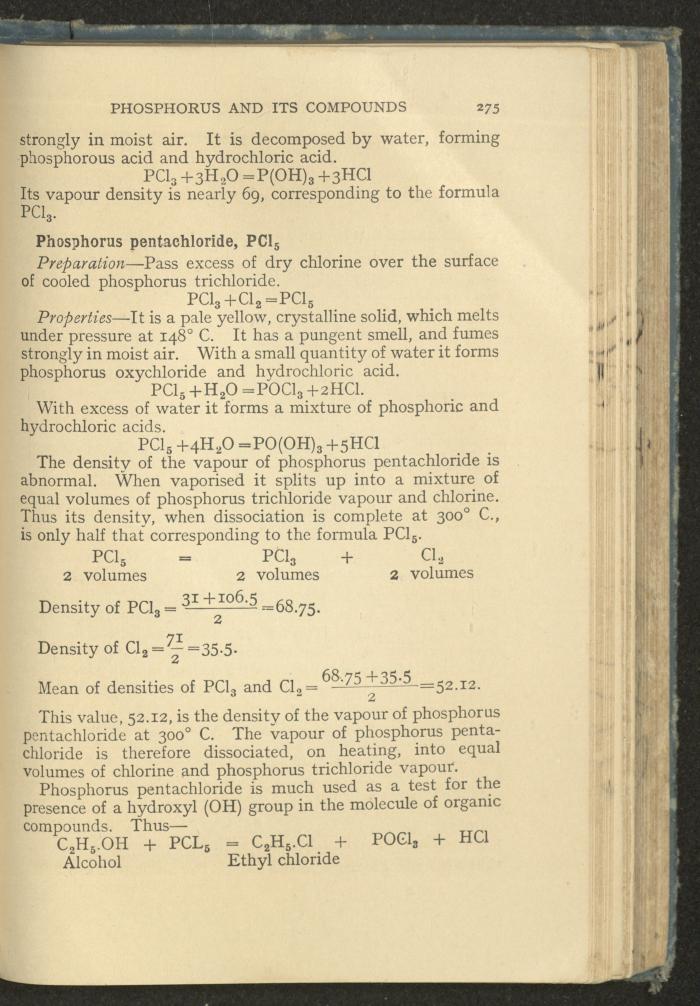 PHOSPHORUS AND ITS COMPOUNDS 275
strongly in moist air. It is decomposed by water, forming
phosphorous acid and hydrochloric acid.
PCl₃+3H₂O=P(OH)₃+3HCl
Its vapour density is nearly 69, corresponding to the formula
PCl₃.
Phosphorus pentachloride, PCl₅
Preparation—Pass excess of dry chlorine over the surface
of cooled phosphorus trichloride.
PCl₃+Cl₂=PCl₅
Properties—It is a pale yellow, crystalline solid, which melts
under pressure at 148° C. It has a pungent smell, and fumes
strongly in moist air. With a small quantity of water it forms
phosphorus oxychloride and hydrochloric acid.
PCl₅+H₂O=POCl₃+2HCl.
With excess of water it forms a mixture of phosphoric and
hydrochloric acids.
PCl₅+4H₂O=PO(OH)₃+5HCl
The density of the vapour of phosphorus pentachloride is
abnormal. When vaporised it splits up into a mixture of
equal volumes of phosphorus trichloride vapour and chlorine.
Thus its density, when dissociation is complete at 300° C.,
is only half that corresponding to the formula PCl₅.
PCl₅ = PCl₃ + Cl₂
2 volumes 2 volumes 2 volumes
Density of PCl₃ = 31+106.5/2 =68.75.
Density of Cl₂ = 71/2 =35.5.
Mean of densities of PCl₃ and Cl₂ = 68.75+35.5/2 =52.12.
This value, 52.12, is the density of the vapour of phosphorus
pentachloride at 300° C. The vapour of phosphorus penta-
chloride is therefore dissociated, on heating, into equal
volumes of chlorine and phosphorus trichloride vapour.
Phosphorus pentachloride is much used as a test for the
presence of a hydroxyl (OH) group in the molecule of organic
compounds. Thus—
C₂H₅.OH + PCL₅ = C₂H₅.Cl + POCl₃ + HCl
Alcohol Ethyl chloride